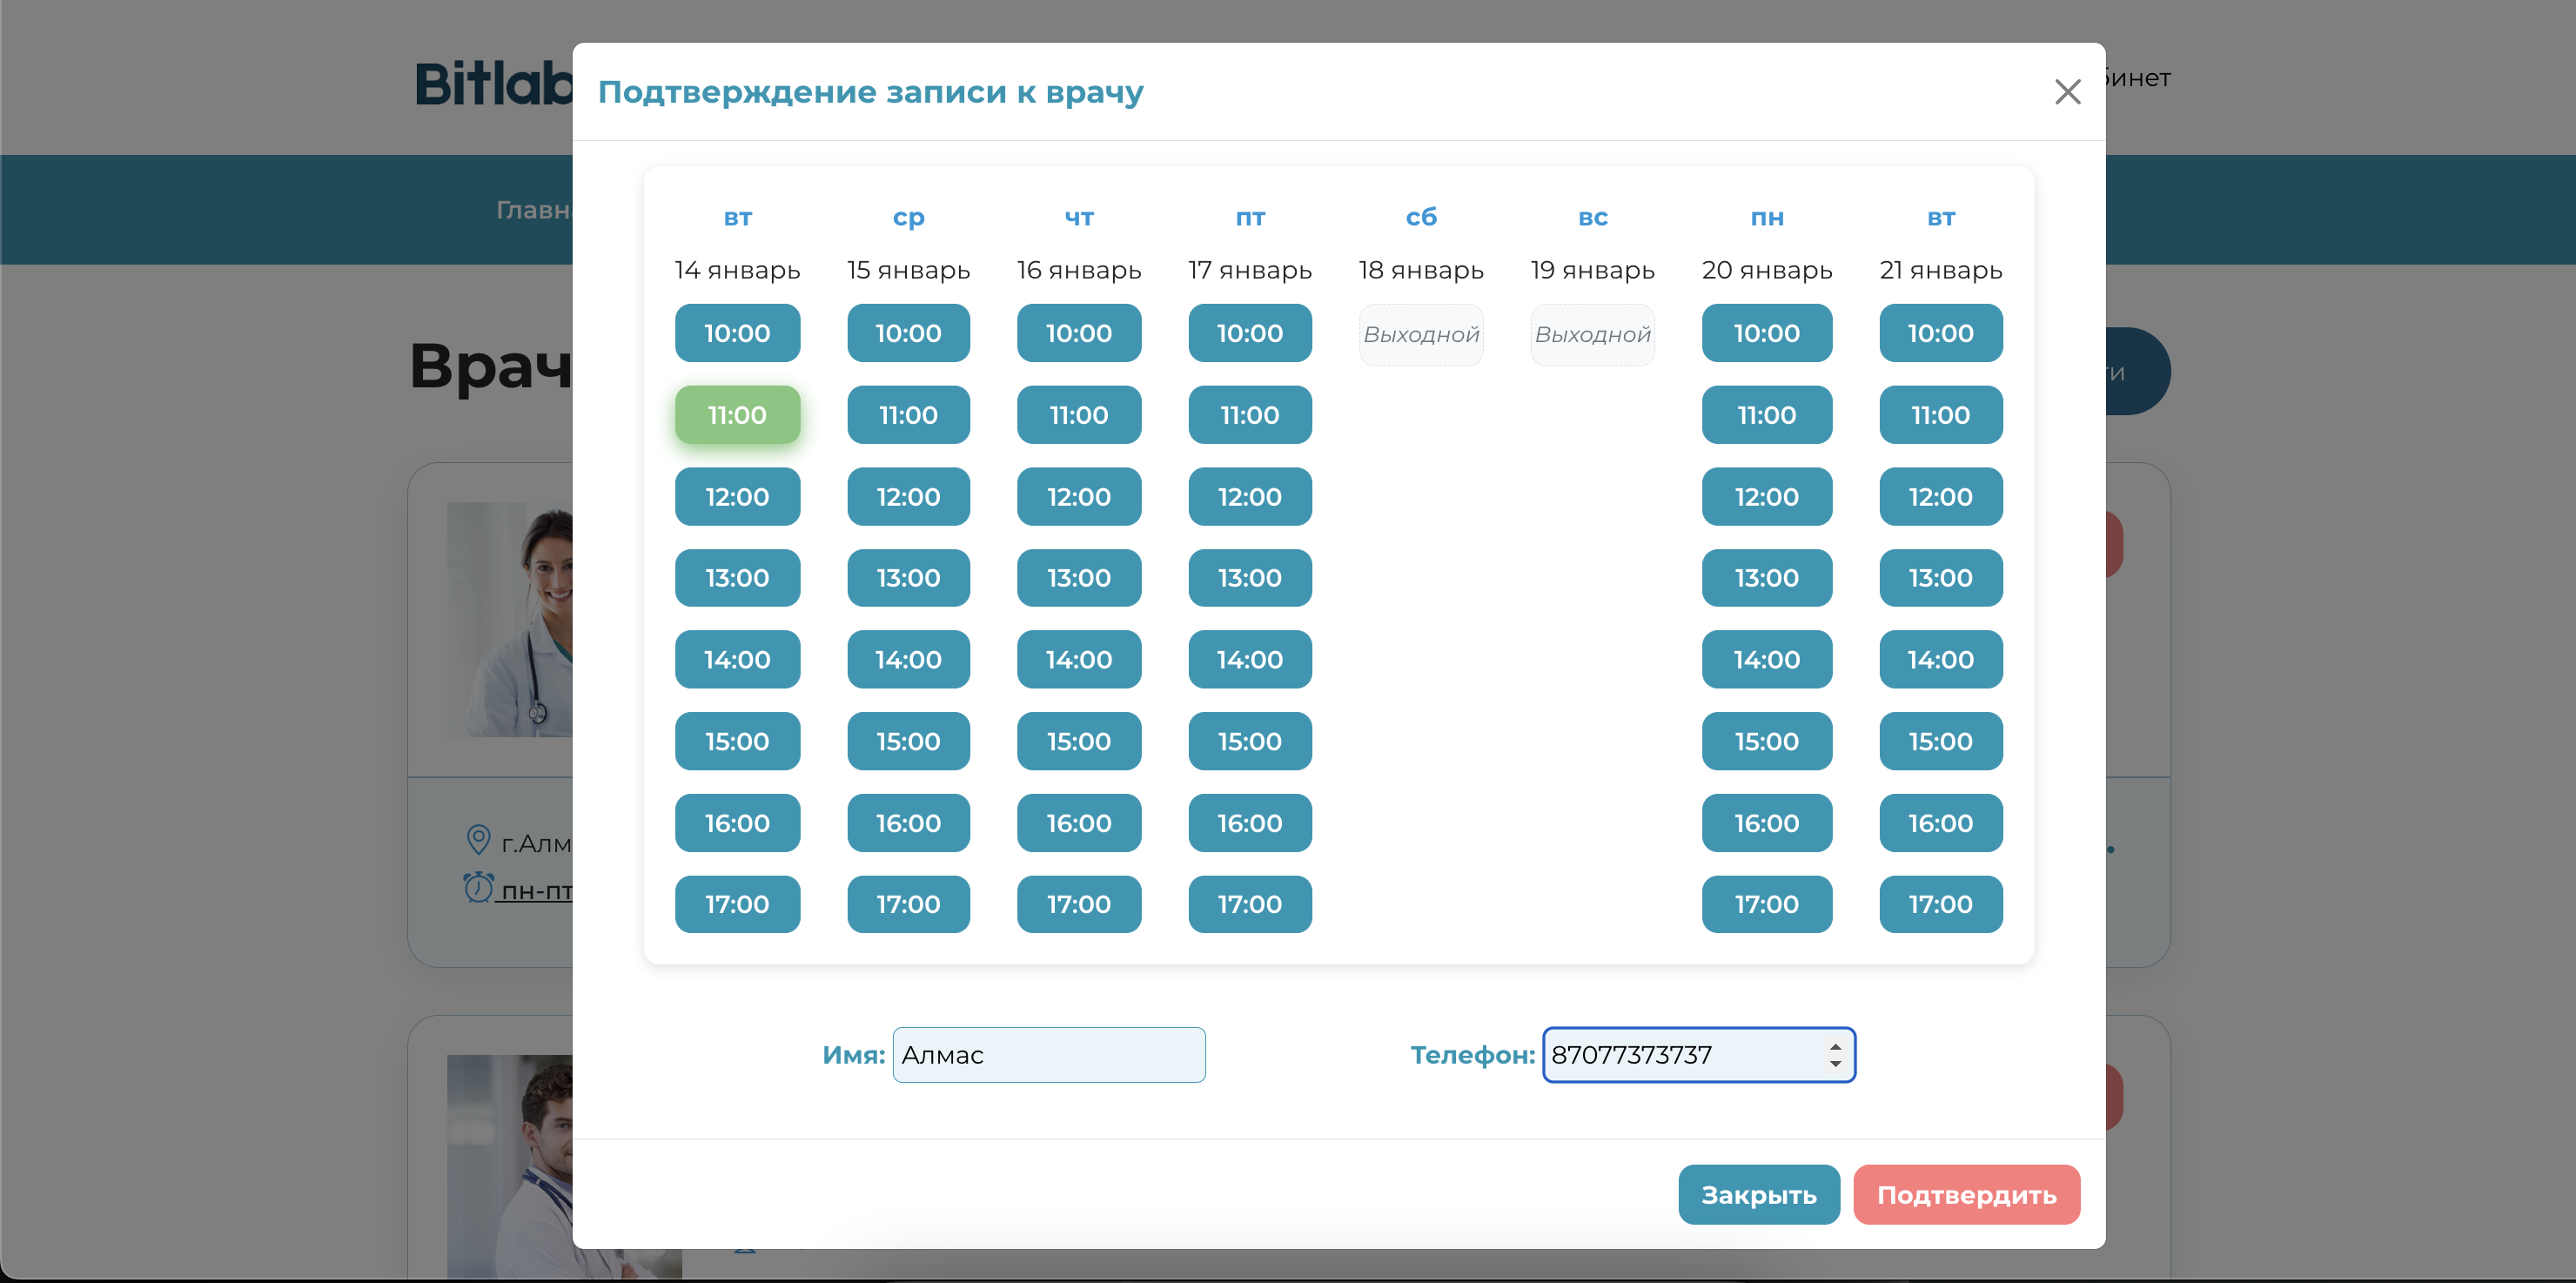 Bitlab
бинет
Подтверждение записи к врачу
Главн
вт ср чт пт сб вс пн вт
14 январь 15 январь 16 январь 17 январь 18 январь 19 январь 20 январь 21 январь
10:00 10:00 10:00 10:00 Выходной Выходной 10:00 10:00
11:00 11:00 11:00 11:00 11:00 11:00
12:00 12:00 12:00 12:00 12:00 12:00
13:00 13:00 13:00 13:00 13:00 13:00
14:00 14:00 14:00 14:00 14:00 14:00
15:00 15:00 15:00 15:00 15:00 15:00
16:00 16:00 16:00 16:00 16:00 16:00
17:00 17:00 17:00 17:00 17:00 17:00
Врач
ти
г.Алм
пн-пт
Имя: Алмас Телефон: 87077373737
Закрыть Подтвердить